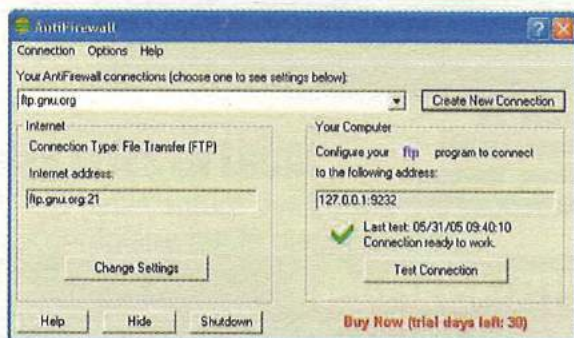 AntiFirewall
Connection Options Help
Your AntiFirewall connections (choose one to see settings below):
ftp.gnu.org
Create New Connection
Internet
Connection Type: File Transfer (FTP)
Internet address:
ftp.gnu.org:21
Change Settings
Your Computer
Configure your ftp program to connect
to the following address:
127.0.0.1:9232
Last test: 05/31/05 09:40:10
Connection ready to work.
Test Connection
Help
Hide
Shutdown
Buy Now (trial days left: 30)